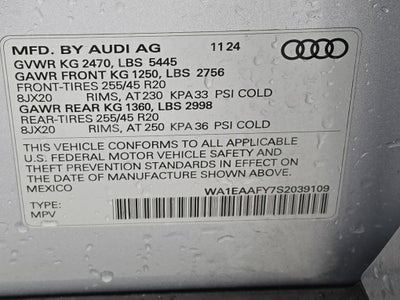 MFD. BY AUDI AG 11 24
GVWR KG 2470, LBS 5445
GAWR FRONT KG 1250, LBS 2756
FRONT-TIRES 255/45 R20
8JX20 RIMS, AT 230 KPA 33 PSI COLD
GAWR REAR KG 1360, LBS 2998
REAR-TIRES 255/45 R20
8JX20 RIMS, AT 250 KPA 36 PSI COLD
THIS VEHICLE CONFORMS TO ALL APPLICABLE
U.S. FEDERAL MOTOR VEHICLE SAFETY AND
THEFT PREVENTION STANDARDS IN EFFECT ON
THE DATE OF MANUFACTURE SHOWN ABOVE.
MEXICO WA1EAAFY7S2039109
TYPE:
MPV